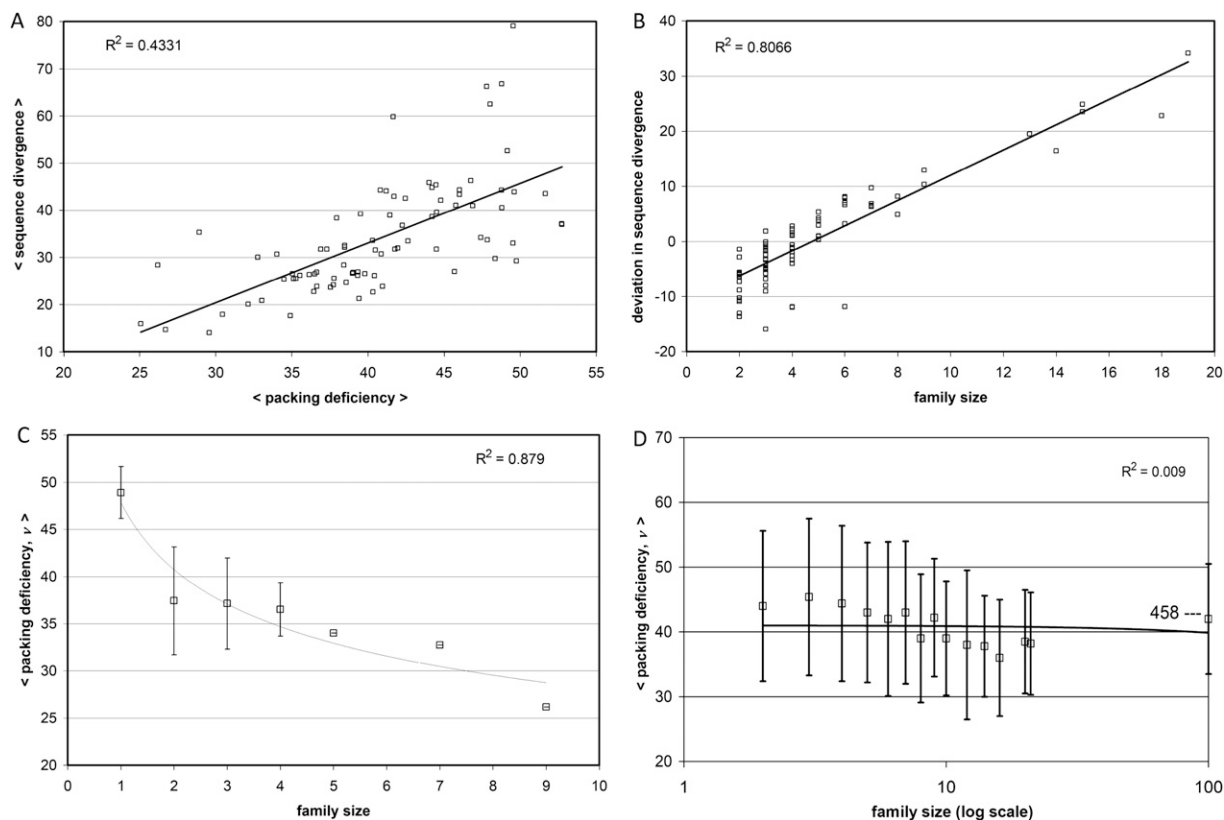 A
R² = 0.4331
< sequence divergence >
80
70
60
50
40
30
20
10
20 25 30 35 40 45 50 55
< packing deficiency >
B
R² = 0.8066
deviation in sequence divergence
40
30
20
10
0
-10
-20
0 2 4 6 8 10 12 14 16 18 20
family size
C
R² = 0.879
< packing deficiency, ν >
55
50
45
40
35
30
25
20
0 1 2 3 4 5 6 7 8 9 10
family size
D
R² = 0.009
< packing deficiency, ν >
70
60
50
40
30
20
458 ---
1 10 100
family size (log scale)